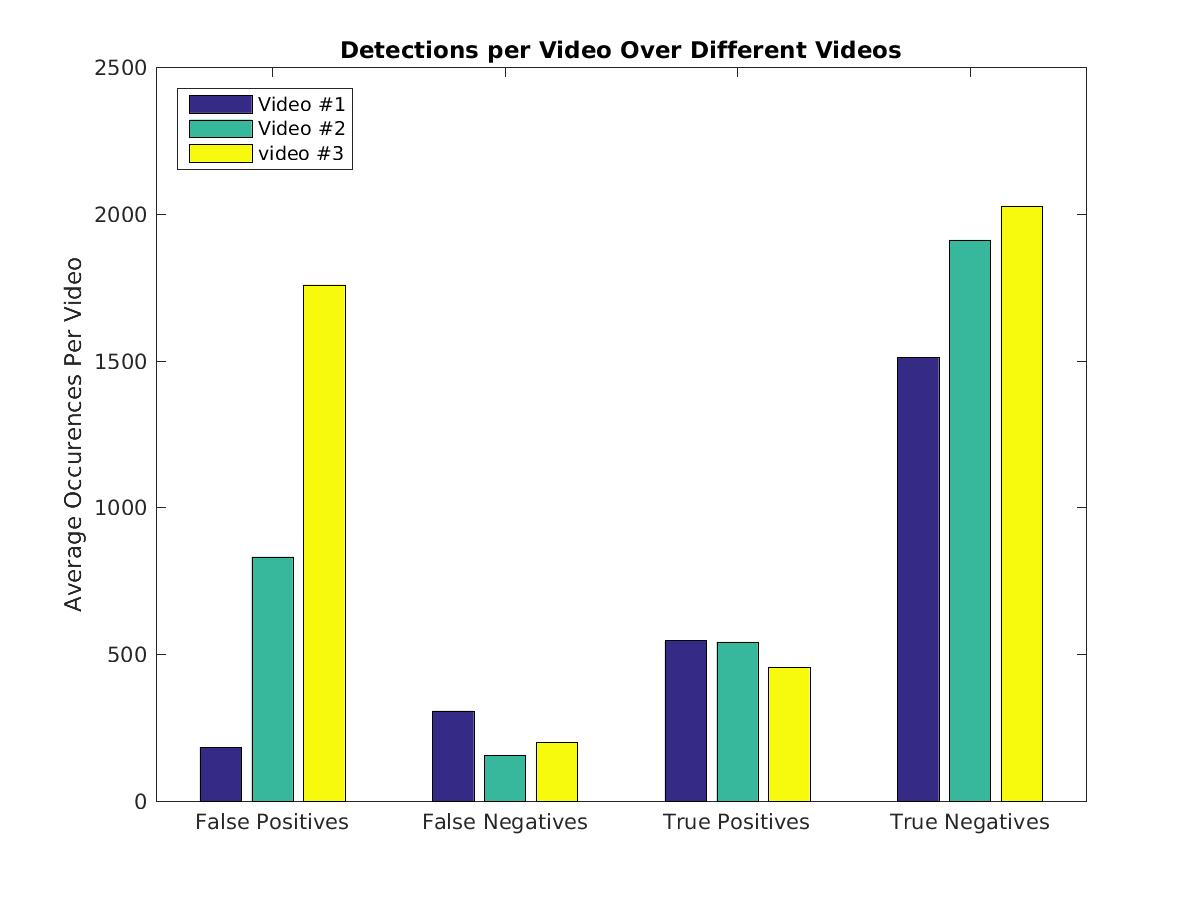 Detections per Video Over Different Videos
2500
2000
1500
1000
500
0
Average Occurences Per Video
Video #1
Video #2
video #3
False Positives
False Negatives
True Positives
True Negatives